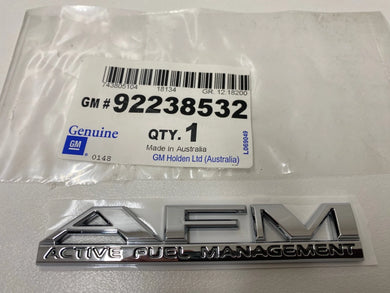 743805104 18134 GR. 12.18200
GM # 92238532
Genuine
GM
0148
QTY. 1
Made in Australia
GM Holden Ltd (Australia)
L069049
AFM
ACTIVE FUEL MANAGEMENT